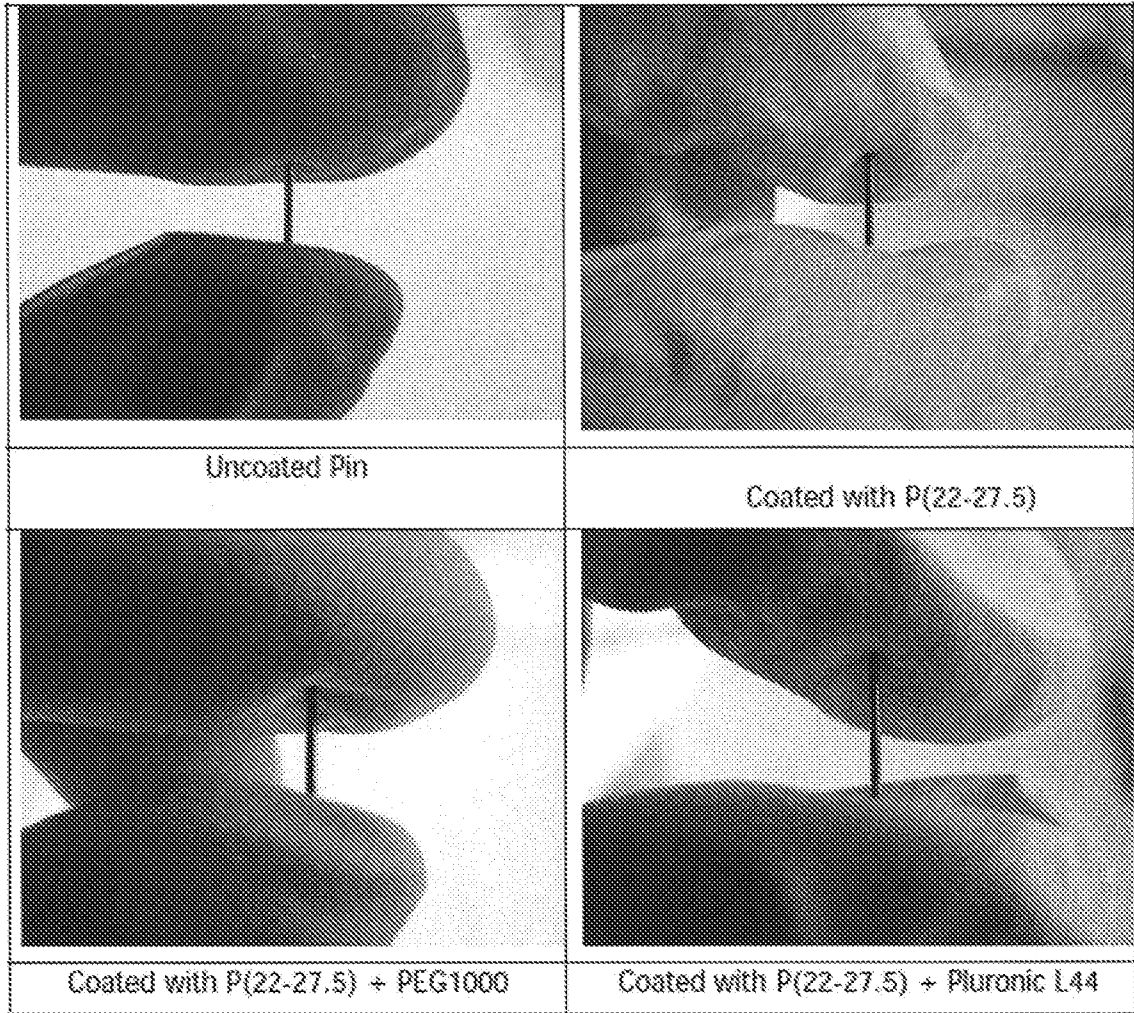 Uncoated Pin
Coated with P(22-27.5)
Coated with P(22-27.5) + PEG1000
Coated with P(22-27.5) + Pluronic L44